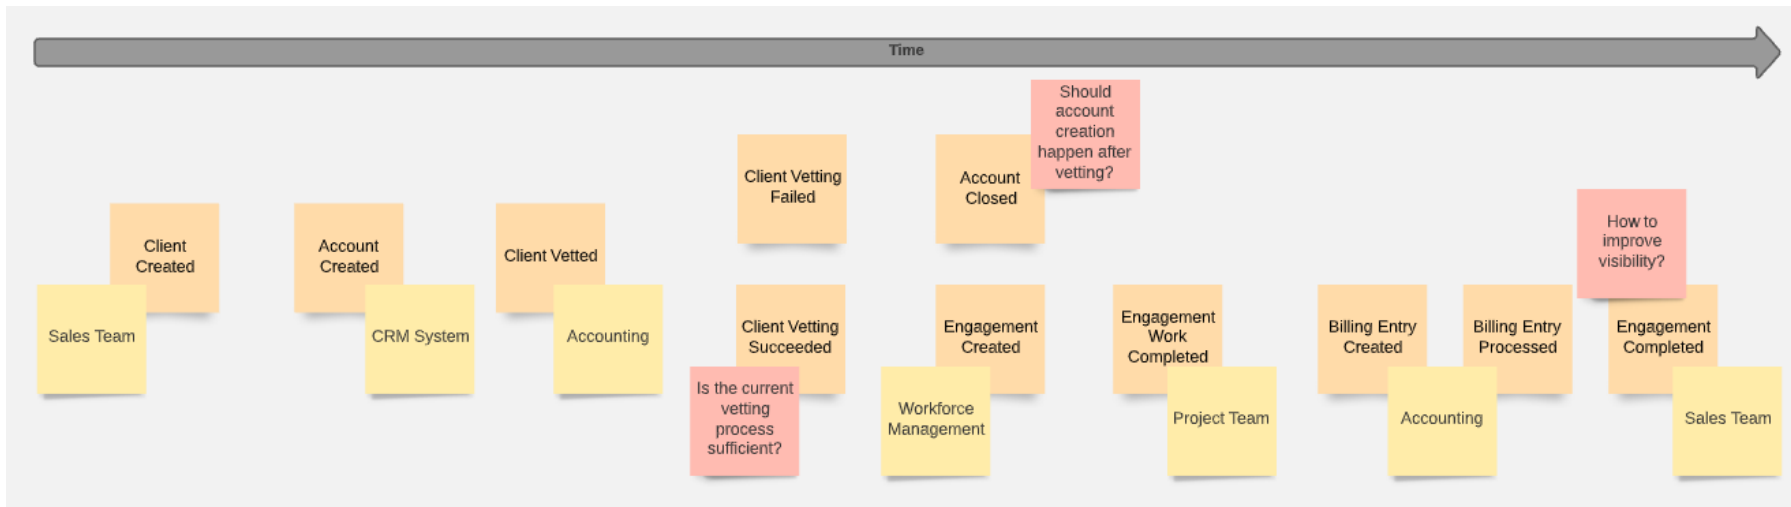 Time
Should
account
creation
happen after
vetting?
Client Vetting
Failed
Account
Closed
Client
Created
Account
Created
Client Vetted
How to
improve
visibility?
Sales Team
CRM System
Accounting
Client Vetting
Succeeded
Engagement
Created
Engagement
Work
Completed
Billing Entry
Created
Billing Entry
Processed
Engagement
Completed
Is the current
vetting
process
sufficient?
Workforce
Management
Project Team
Accounting
Sales Team